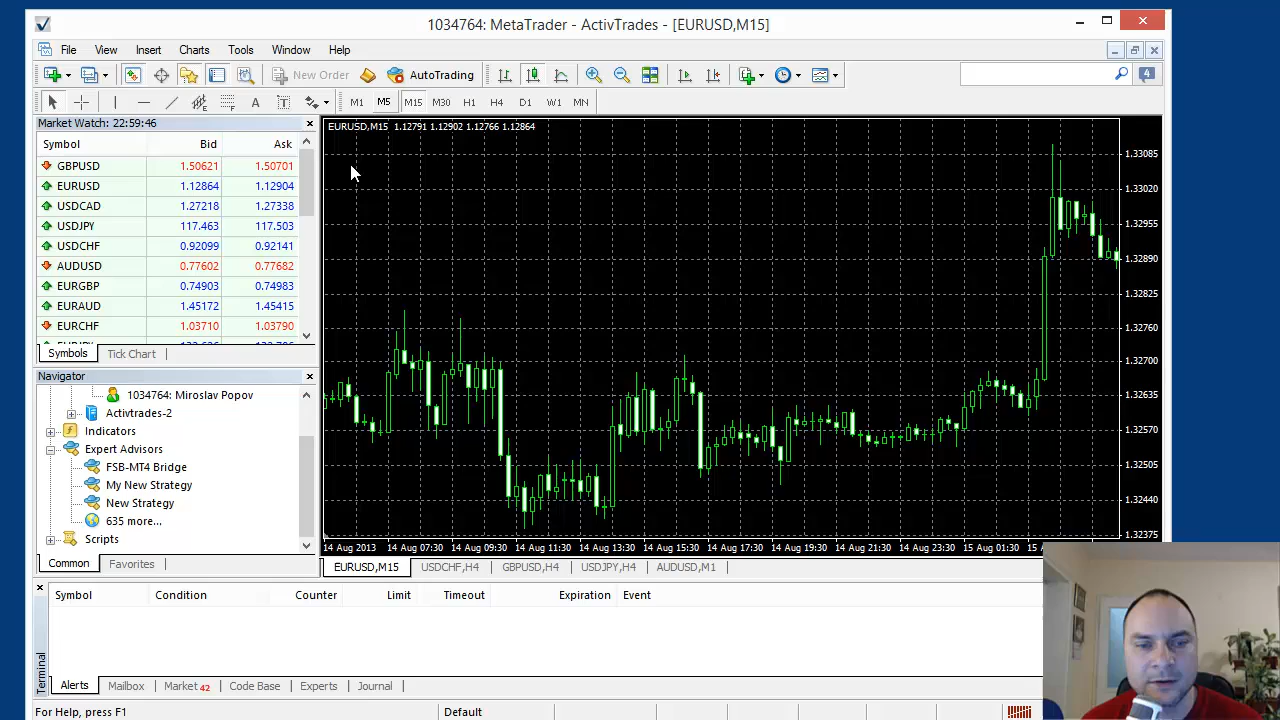 1034764: MetaTrader - ActivTrades - [EURUSD,M15]
File View Insert Charts Tools Window Help
New Order AutoTrading 4
A T M1 M5 M15 M30 H1 H4 D1 W1 MN
Market Watch: 22:59:46
Symbol Bid Ask
GBPUSD 1.50621 1.50701
EURUSD 1.12864 1.12904
USDCAD 1.27218 1.27338
USDJPY 117.463 117.503
USDCHF 0.92099 0.92141
AUDUSD 0.77602 0.77682
EURGBP 0.74903 0.74983
EURAUD 1.45172 1.45415
EURCHF 1.03710 1.03790
Symbols Tick Chart
Navigator
1034764: Miroslav Popov
Activtrades-2
Indicators
Expert Advisors
FSB-MT4 Bridge
My New Strategy
New Strategy
635 more...
Scripts
Common Favorites
EURUSD,M15 1.12791 1.12902 1.12766 1.12864
1.33085
1.33020
1.32955
1.32890
1.32825
1.32760
1.32700
1.32635
1.32570
1.32505
1.32440
1.32375
14 Aug 2013 14 Aug 07:30 14 Aug 09:30 14 Aug 11:30 14 Aug 13:30 14 Aug 15:30 14 Aug 17:30 14 Aug 19:30 14 Aug 21:30 14 Aug 23:30 15 Aug 01:30 15
EURUSD,M15 USDCHF,H4 GBPUSD,H4 USDJPY,H4 AUDUSD,M1
Symbol Condition Counter Limit Timeout Expiration Event
Terminal
Alerts Mailbox Market 42 Code Base Experts Journal
For Help, press F1 Default